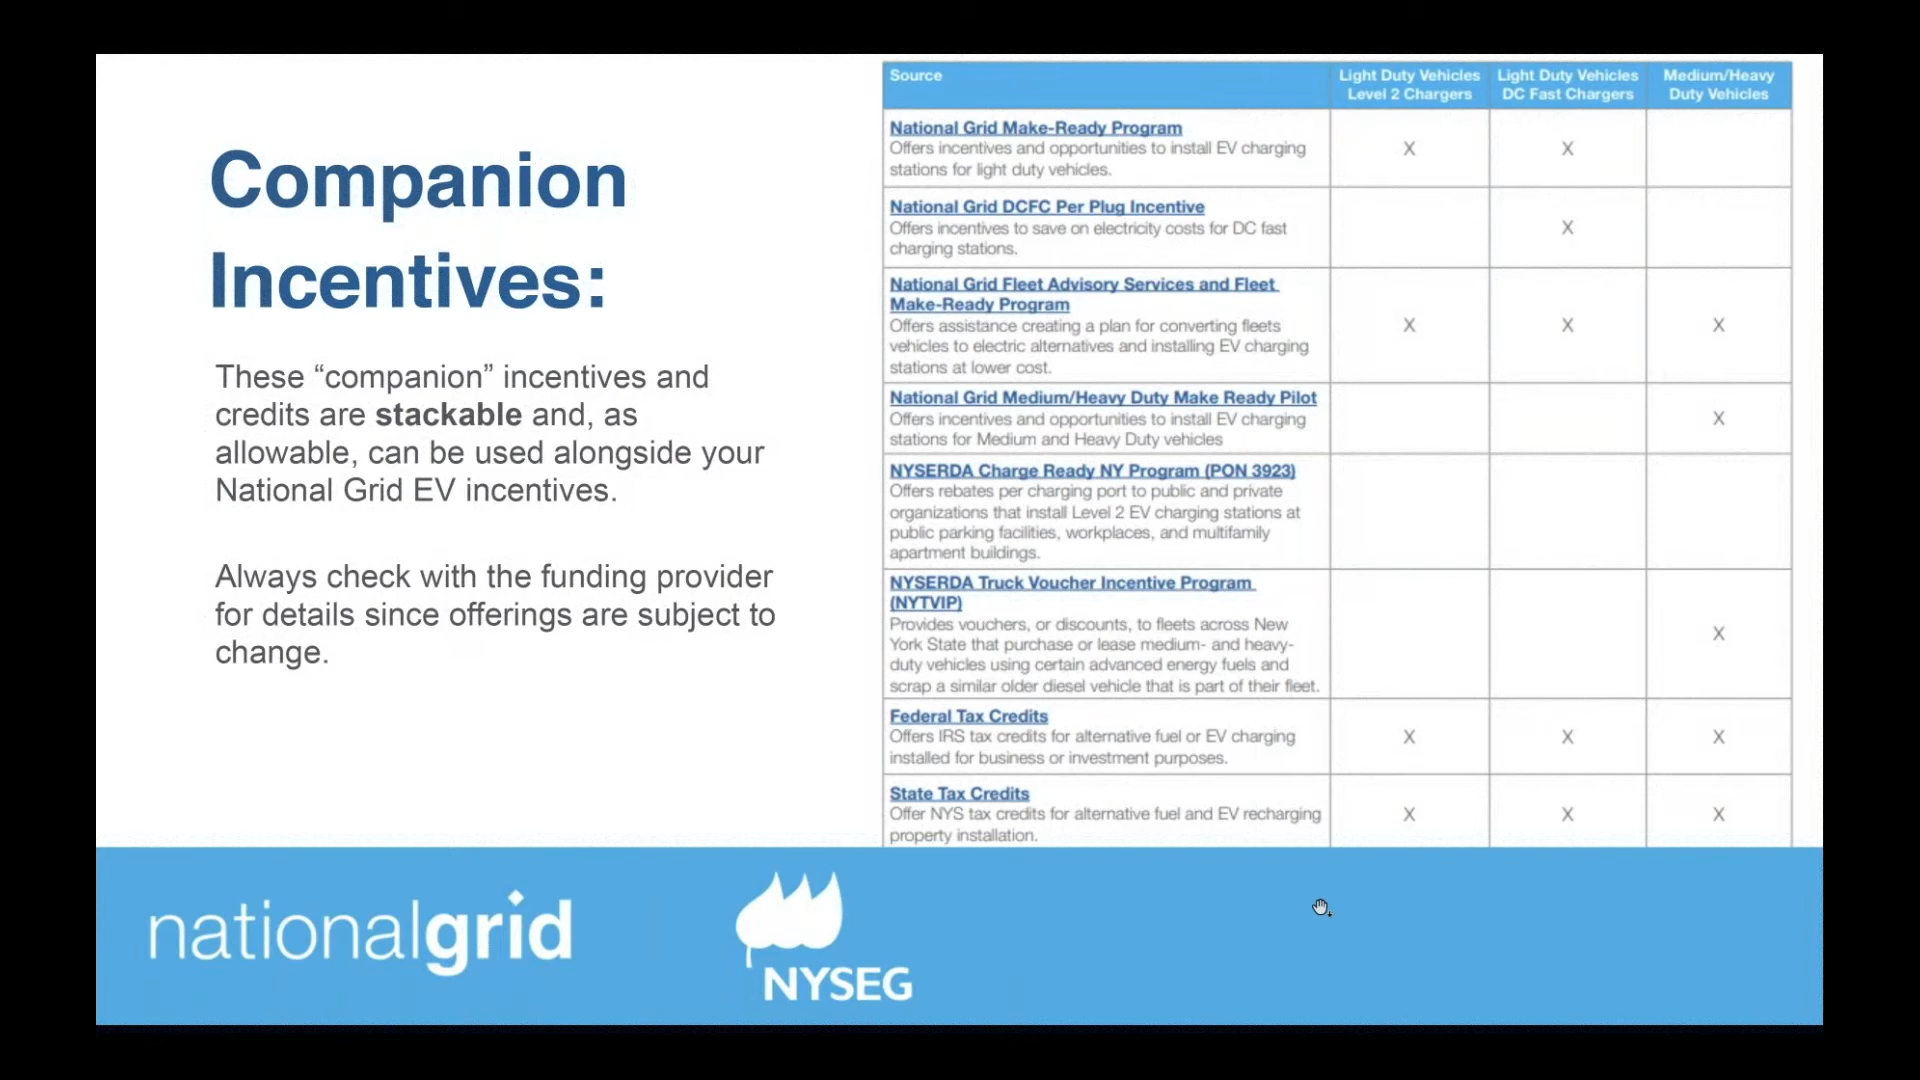 Companion
Incentives:
These “companion” incentives and
credits are stackable and, as
allowable, can be used alongside your
National Grid EV incentives.
Always check with the funding provider
for details since offerings are subject to
change.
Source
Light Duty Vehicles
Level 2 Chargers
Light Duty Vehicles
DC Fast Chargers
Medium/Heavy
Duty Vehicles
National Grid Make-Ready Program
Offers incentives and opportunities to install EV charging
stations for light duty vehicles.
X X
National Grid DCFC Per Plug Incentive
Offers incentives to save on electricity costs for DC fast
charging stations.
X
National Grid Fleet Advisory Services and Fleet
Make-Ready Program
Offers assistance creating a plan for converting fleets
vehicles to electric alternatives and installing EV charging
stations at lower cost.
X X X
National Grid Medium/Heavy Duty Make Ready Pilot
Offers incentives and opportunities to install EV charging
stations for Medium and Heavy Duty vehicles
X
NYSERDA Charge Ready NY Program (PON 3923)
Offers rebates per charging port to public and private
organizations that install Level 2 EV charging stations at
public parking facilities, workplaces, and multifamily
apartment buildings.
NYSERDA Truck Voucher Incentive Program
(NYTVIP)
Provides vouchers, or discounts, to fleets across New
York State that purchase or lease medium- and heavy-
duty vehicles using certain advanced energy fuels and
scrap a similar older diesel vehicle that is part of their fleet.
X
Federal Tax Credits
Offers IRS tax credits for alternative fuel or EV charging
installed for business or investment purposes.
X X X
State Tax Credits
Offer NYS tax credits for alternative fuel and EV recharging
property installation.
X X X
nationalgrid
NYSEG